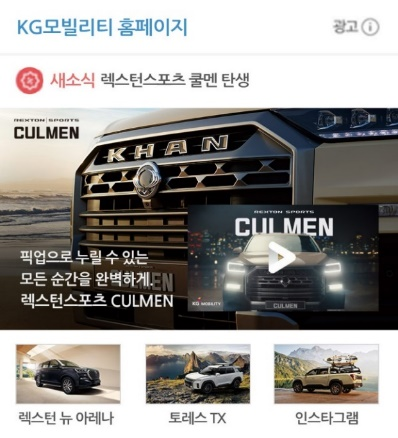 KG모빌리티 홈페이지
광고
새소식 렉스턴스포츠 쿨멘 탄생
REXTON SPORTS
CULMEN
KHAN
REXTON SPORTS
CULMEN
픽업으로 누릴 수 있는
모든 순간을 완벽하게.
렉스턴스포츠 CULMEN
CULMEN
KG MOBILITY
렉스턴 뉴 아레나
토레스 TX
인스타그램